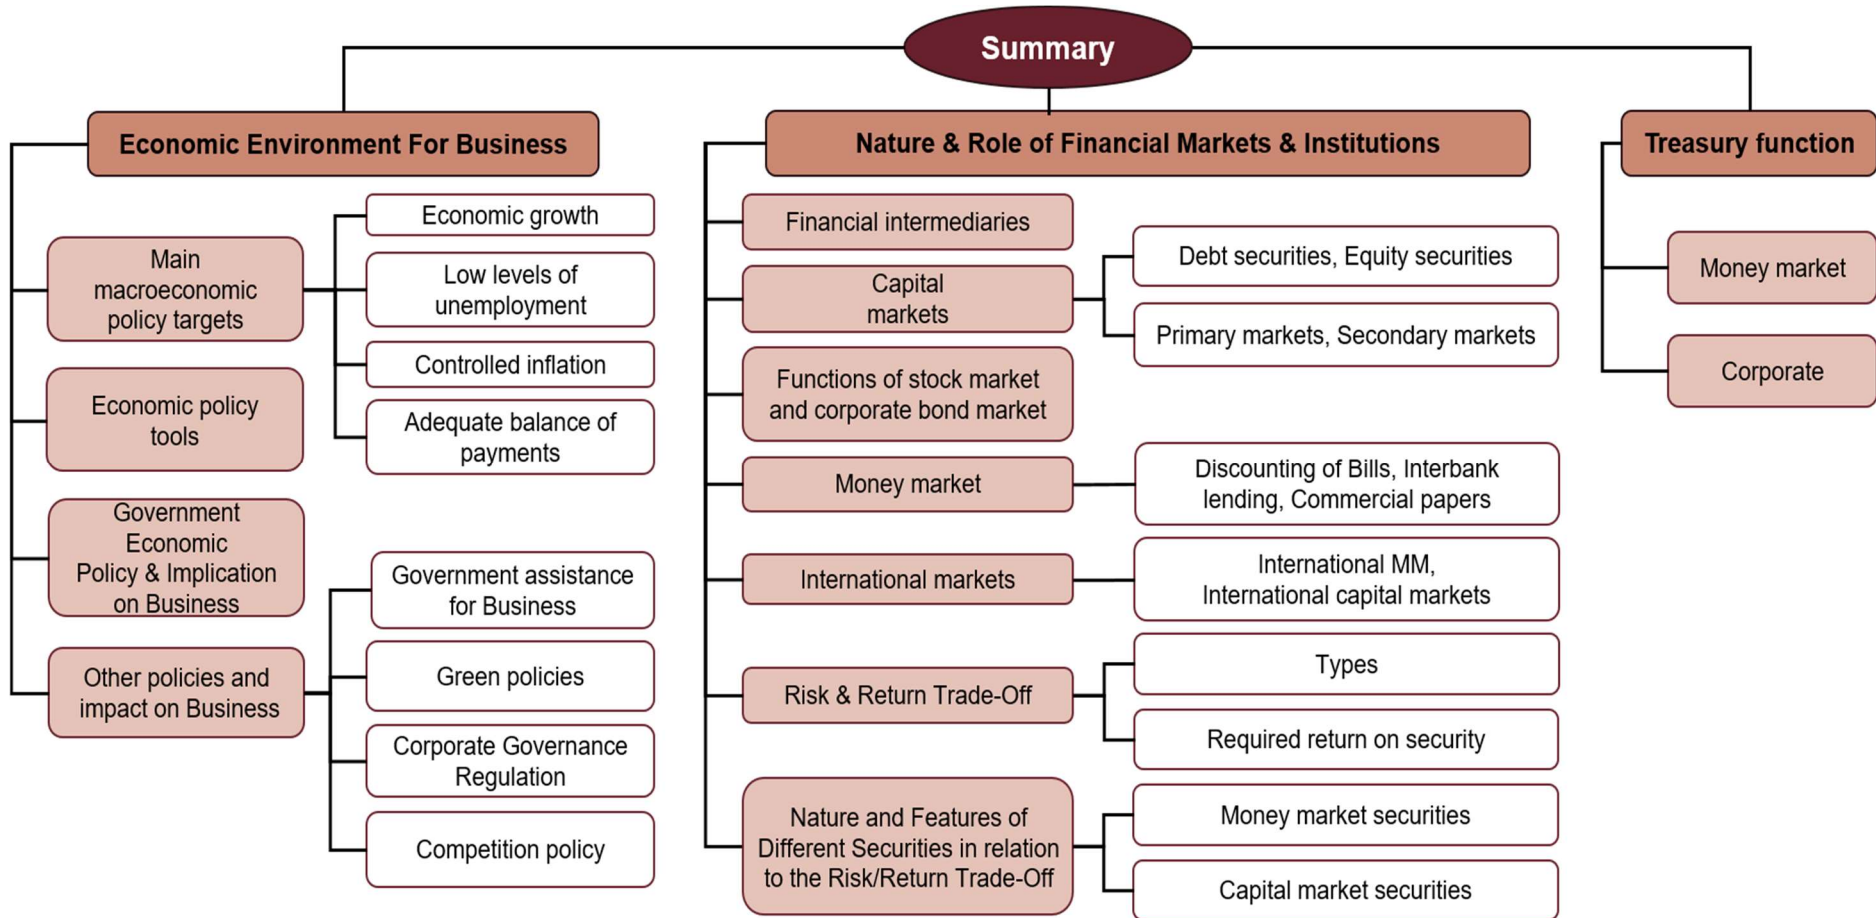 Summary
Economic Environment For Business
Main
macroeconomic
policy targets
Economic growth
Low levels of
unemployment
Controlled inflation
Adequate balance of
payments
Economic policy
tools
Government
Economic
Policy & Implication
on Business
Other policies and
impact on Business
Government assistance
for Business
Green policies
Corporate Governance
Regulation
Competition policy
Nature & Role of Financial Markets & Institutions
Financial intermediaries
Capital
markets
Debt securities, Equity securities
Primary markets, Secondary markets
Functions of stock market
and corporate bond market
Money market
Discounting of Bills, Interbank
lending, Commercial papers
International markets
International MM,
International capital markets
Risk & Return Trade-Off
Types
Required return on security
Nature and Features of
Different Securities in relation
to the Risk/Return Trade-Off
Money market securities
Capital market securities
Treasury function
Money market
Corporate